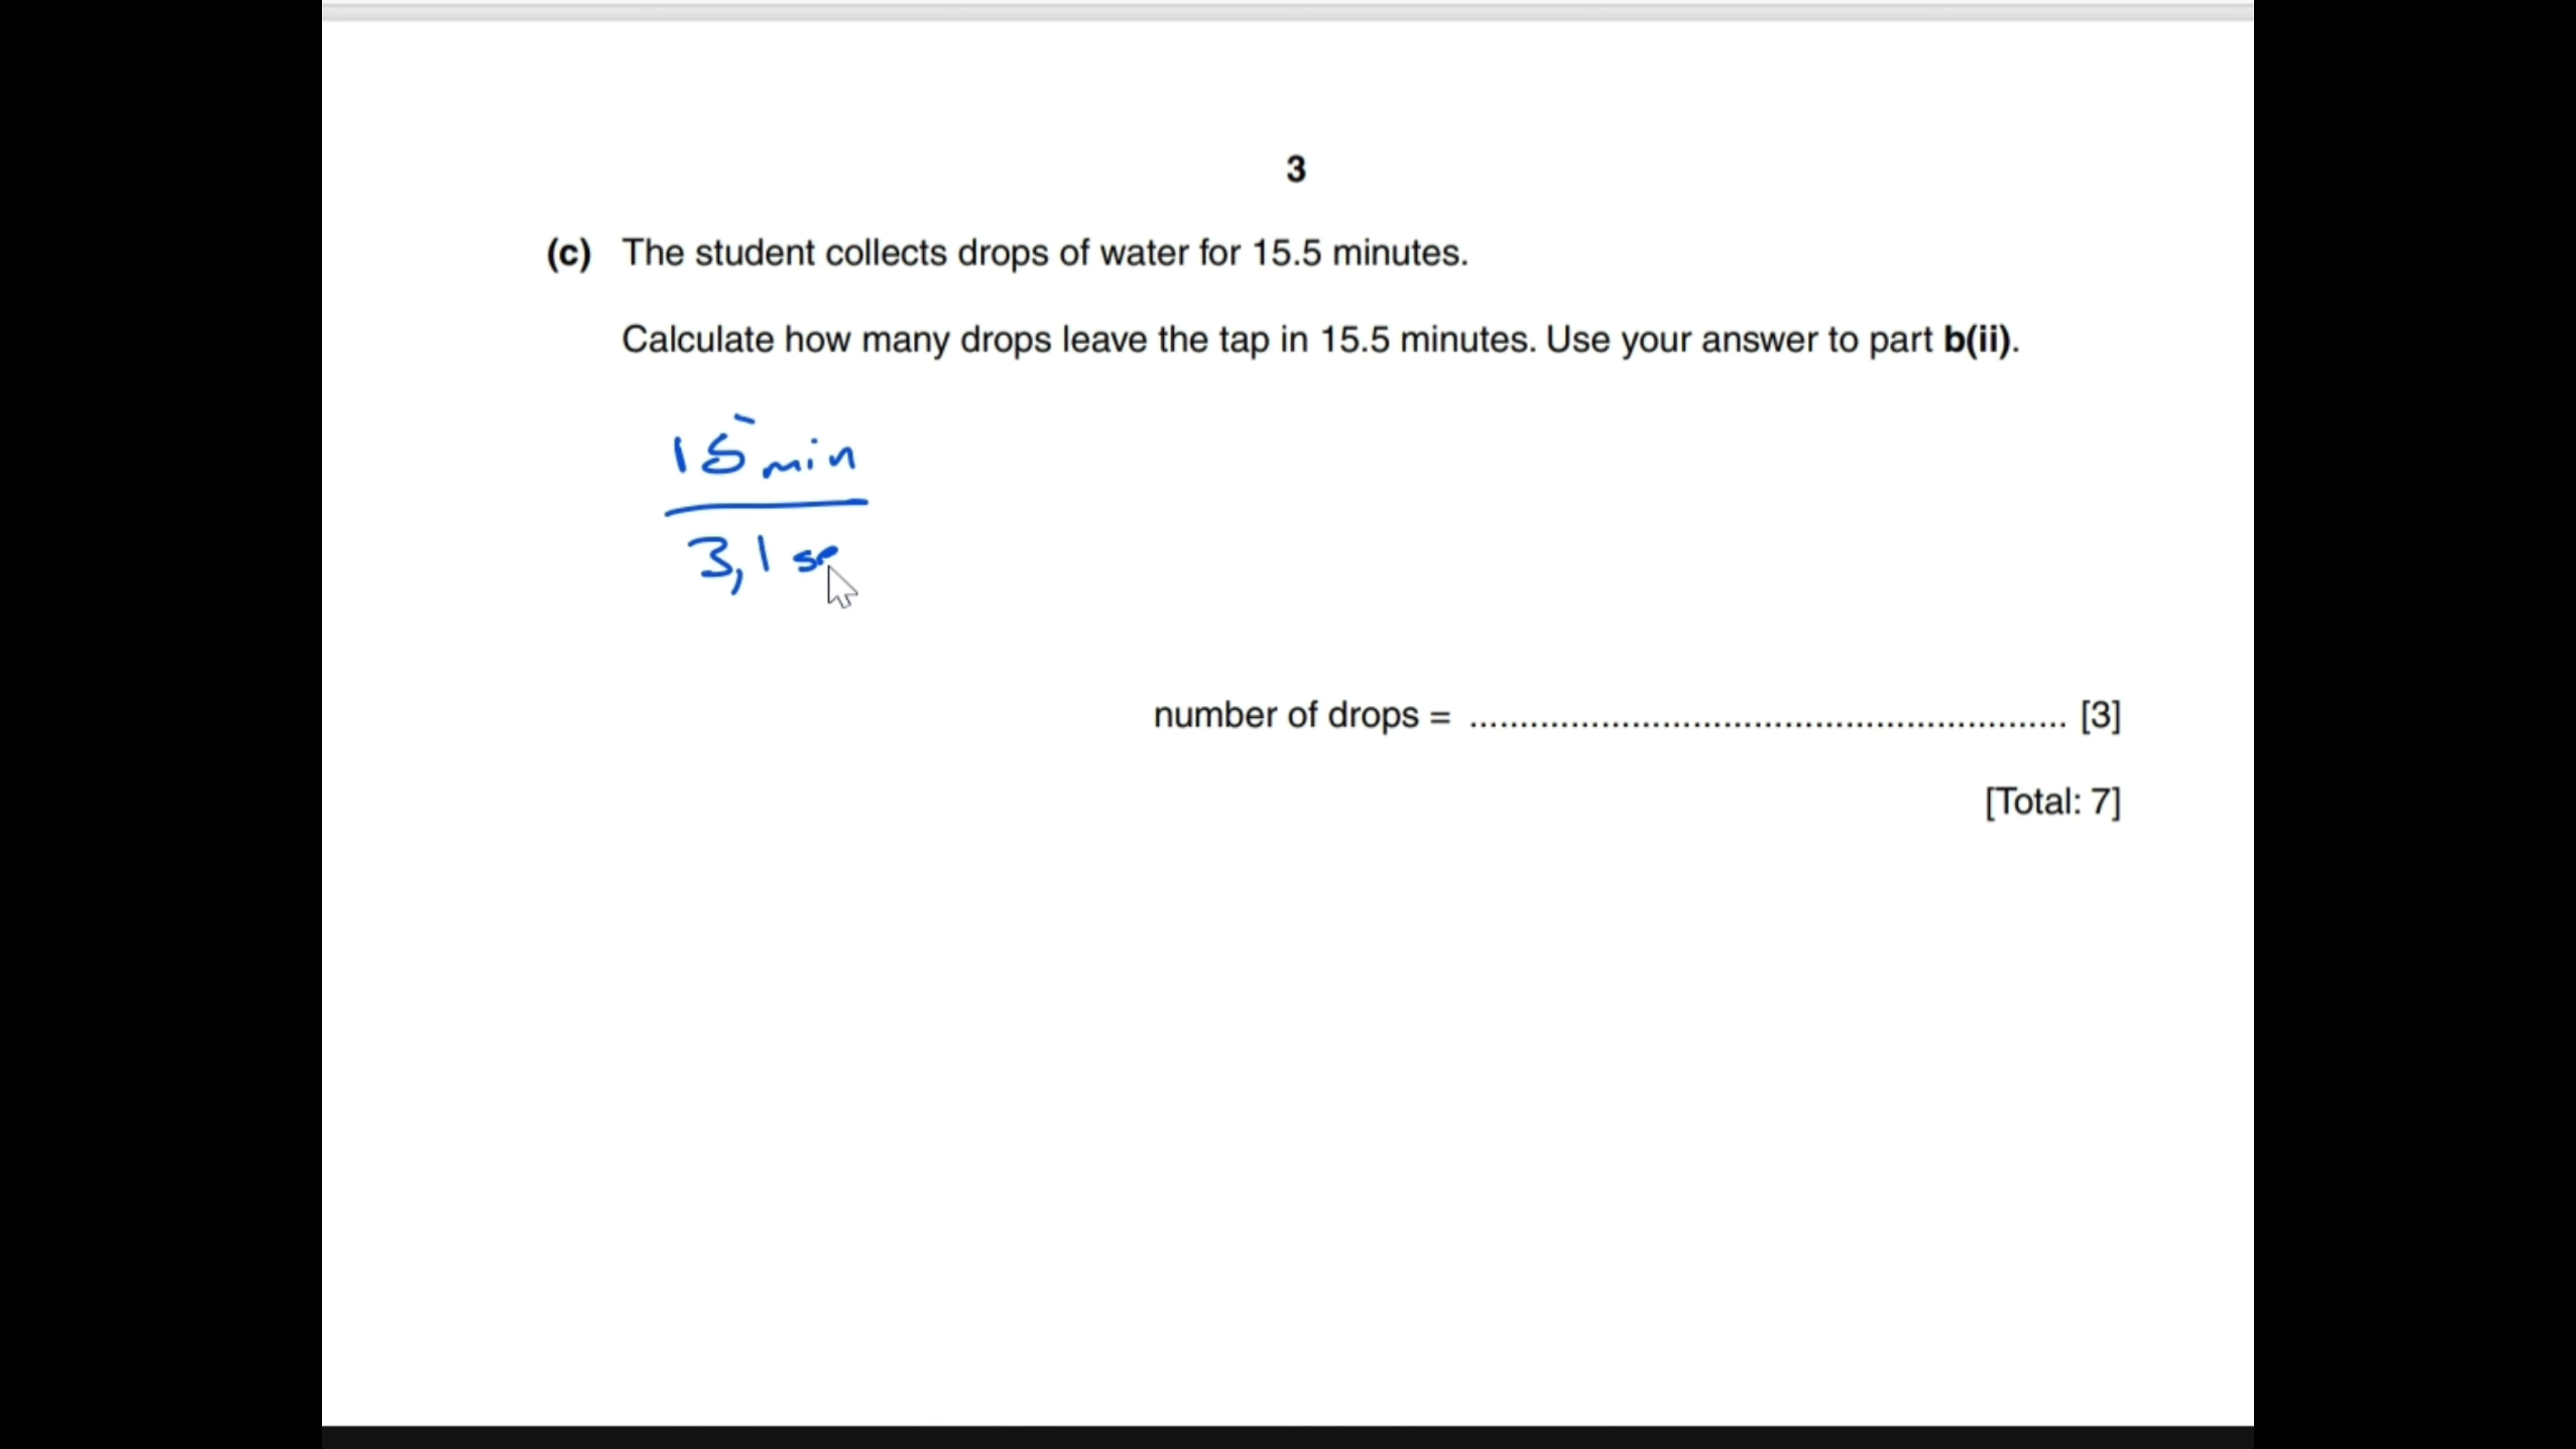 3
(c) The student collects drops of water for 15.5 minutes.
Calculate how many drops leave the tap in 15.5 minutes. Use your answer to part b(ii).
15 min
3,1 se
number of drops = ........................................................... [3]
[Total: 7]